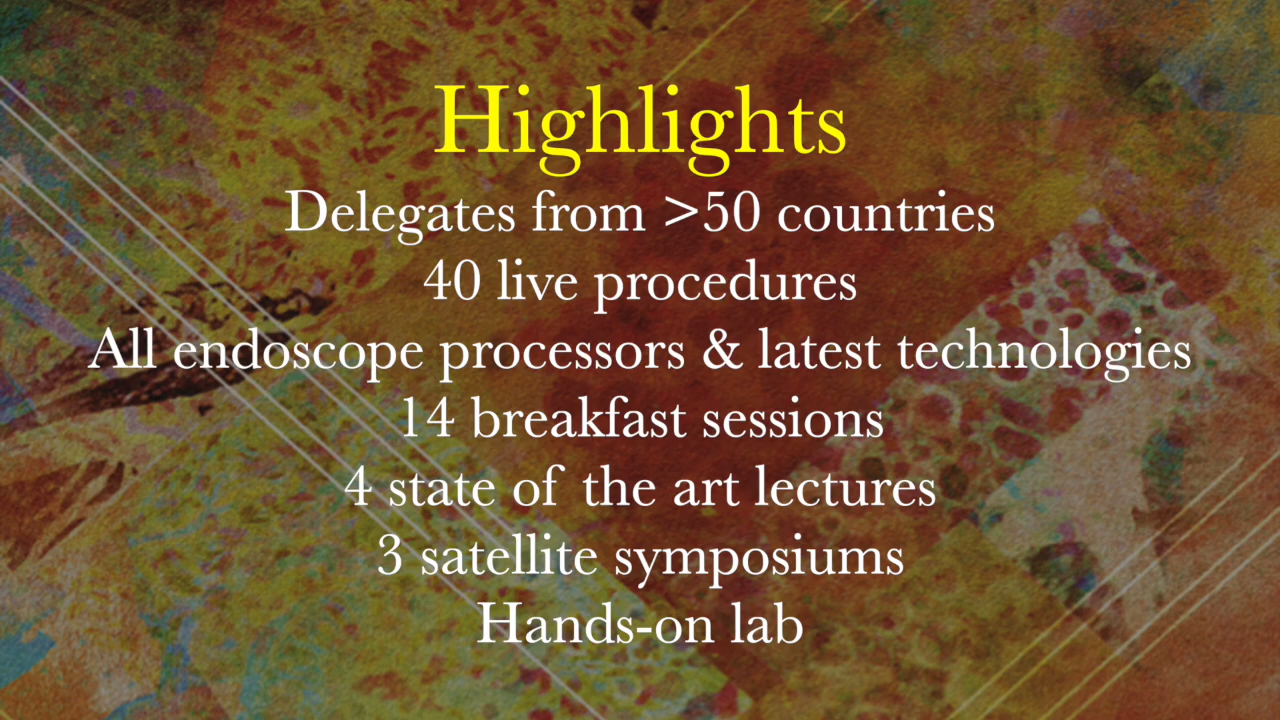 Highlights
Delegates from >50 countries
40 live procedures
All endoscope processors & latest technologies
14 breakfast sessions
4 state of the art lectures
3 satellite symposiums
Hands-on lab